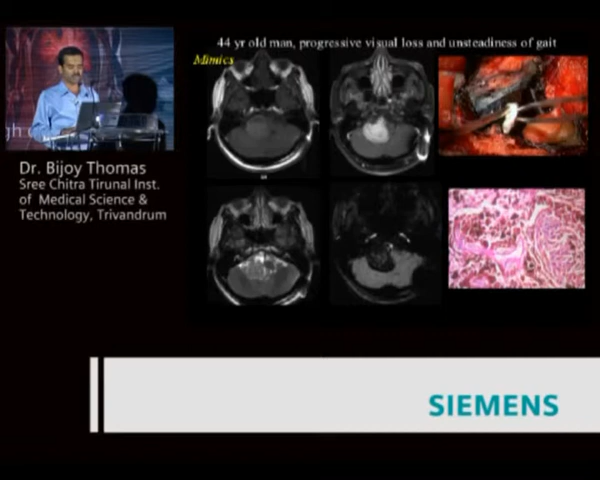 44 yr old man, progressive visual loss and unsteadiness of gait
Mimics
Dr. Bijoy Thomas
Sree Chitra Tirunal Inst.
of Medical Science &
Technology, Trivandrum
SIEMENS